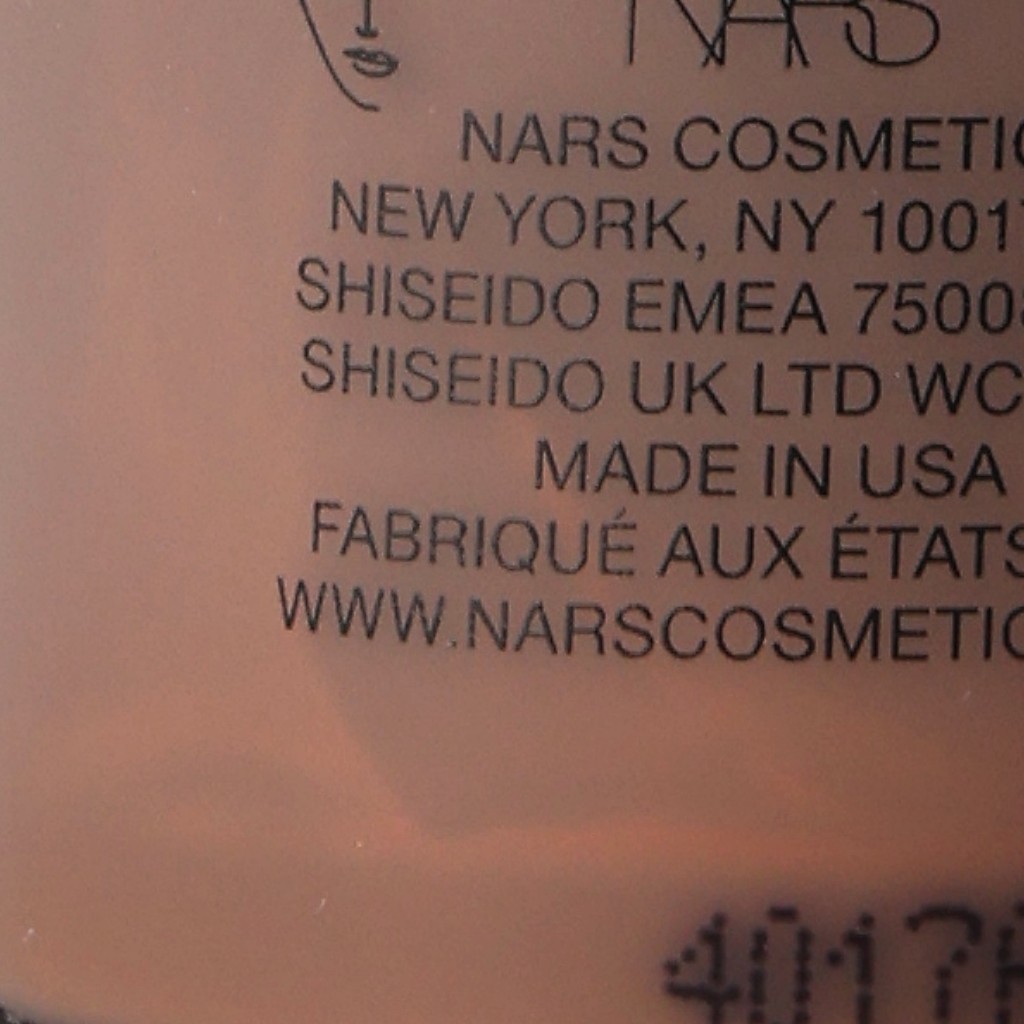 NARS
NARS COSMETIC
NEW YORK, NY 1001
SHISEIDO EMEA 7500
SHISEIDO UK LTD WC
MADE IN USA
FABRIQUÉ AUX ÉTATS
WWW.NARSCOSMETIC
4017